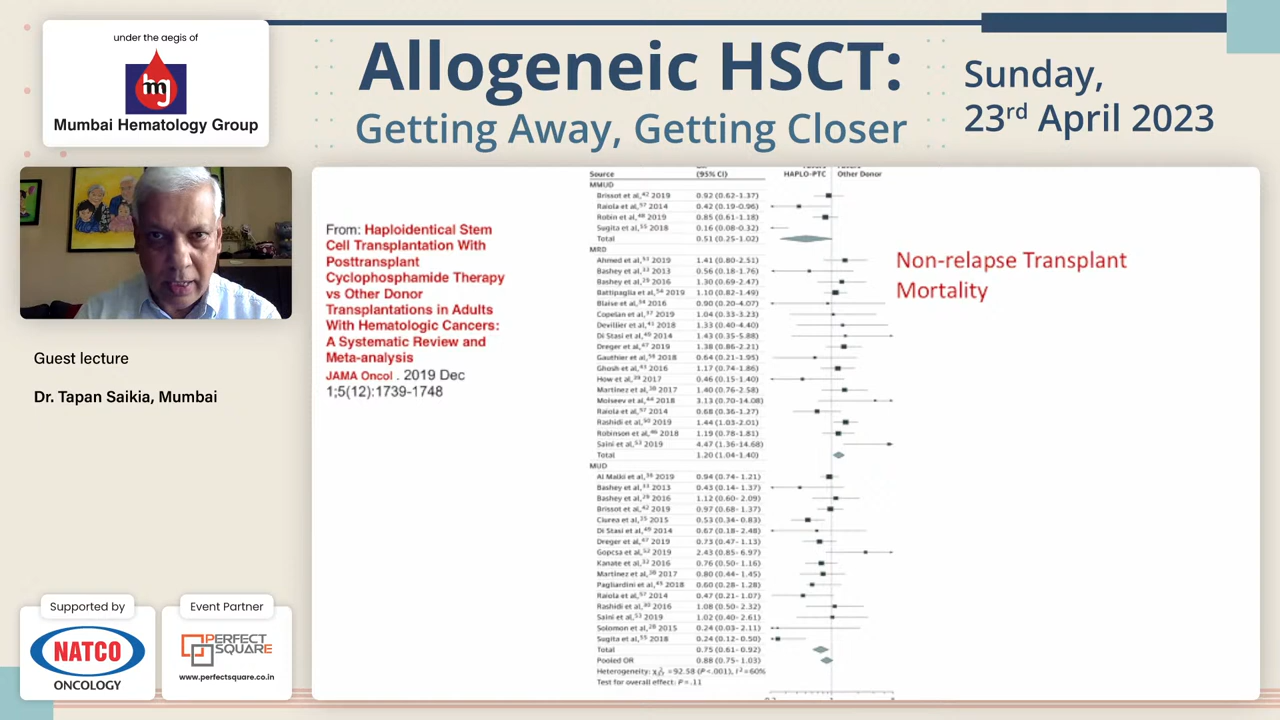 under the aegis of
Mumbai Hematology Group
Allogeneic HSCT:
Getting Away, Getting Closer
Sunday,
23rd April 2023
Guest lecture
Dr. Tapan Saikia, Mumbai
Supported by
NATCO
ONCOLOGY
Event Partner
PERFECT
SQUARE
www.perfectsquare.co.in
From: Haploidentical Stem
Cell Transplantation With
Posttransplant
Cyclophosphamide Therapy
vs Other Donor
Transplantations in Adults
With Hematologic Cancers:
A Systematic Review and
Meta-analysis
JAMA Oncol . 2019 Dec
1;5(12):1739-1748
Source (95% CI) HAPLO-PTC Other Donor
MMUD
Brissot et al,42 2019 0.92 (0.62-1.37)
Raiola et al,57 2014 0.42 (0.19-0.96)
Robin et al,48 2019 0.85 (0.61-1.18)
Sugita et al,55 2018 0.16 (0.08-0.32)
Total 0.51 (0.25-1.02)
MRD
Ahmed et al, 2019 1.41 (0.80-2.51)
Bashey et al, 2013 0.56 (0.18-1.76)
Bashey et al, 2016 1.30 (0.69-2.47)
Battipaglia et al, 2019 1.10 (0.82-1.49)
Blaise et al, 2016 0.90 (0.20-4.07)
Copelan et al, 2019 1.04 (0.33-3.23)
Devillier et al, 2018 1.33 (0.40-4.40)
Di Stasi et al, 2014 1.43 (0.35-5.88)
Dreger et al, 2019 1.38 (0.86-2.21)
Gauthier et al, 2018 0.64 (0.21-1.95)
Ghosh et al, 2016 1.17 (0.74-1.86)
How et al, 2017 0.46 (0.15-1.40)
Martinez et al, 2017 1.40 (0.76-2.58)
Moiseev et al, 2018 3.13 (0.70-14.08)
Raiola et al,57 2014 0.68 (0.36-1.27)
Rashidi et al, 2019 1.44 (1.03-2.01)
Robinson et al, 2018 1.19 (0.78-1.81)
Saini et al,53 2019 4.47 (1.36-14.68)
Total 1.20 (1.04-1.40)
MUD
Al Malki et al, 2019 0.94 (0.74-1.21)
Bashey et al, 2013 0.43 (0.14-1.37)
Bashey et al, 2016 1.12 (0.60-2.09)
Brissot et al,42 2019 0.97 (0.68-1.37)
Ciurea et al, 2015 0.53 (0.34-0.83)
Di Stasi et al, 2014 0.67 (0.18-2.48)
Dreger et al, 2019 0.73 (0.47-1.13)
Gopcsa et al, 2019 2.43 (0.85-6.97)
Kanate et al, 2016 0.76 (0.50-1.16)
Martinez et al, 2017 0.80 (0.44-1.45)
Pagliardini et al, 2018 0.60 (0.28-1.28)
Raiola et al,57 2014 0.47 (0.21-1.07)
Rashidi et al, 2016 1.08 (0.50-2.32)
Saini et al,53 2019 1.02 (0.40-2.61)
Solomon et al, 2015 0.24 (0.03-2.11)
Sugita et al,55 2018 0.24 (0.12-0.50)
Total 0.75 (0.61-0.92)
Pooled OR 0.88 (0.75-1.03)
Heterogeneity: = 92.58 (P<.001), I2 = 60%
Test for overall effect: P=.11
Non-relapse Transplant
Mortality